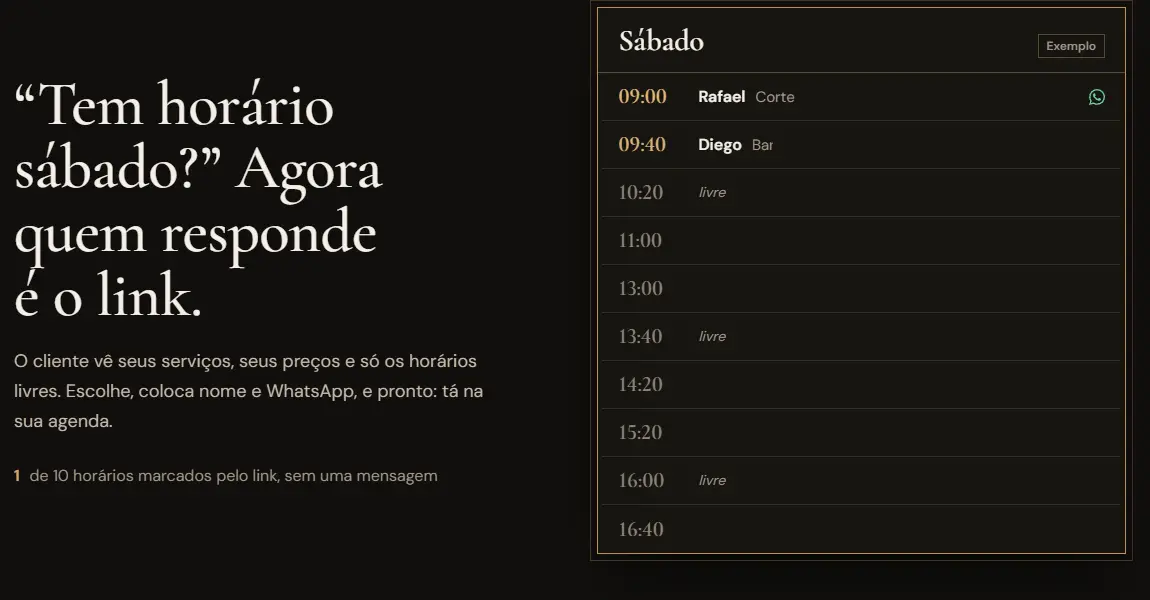 “Tem horário
sábado?” Agora
quem responde
é o link.
O cliente vê seus serviços, seus preços e só os horários
livres. Escolhe, coloca nome e WhatsApp, e pronto: tá na
sua agenda.
1 de 10 horários marcados pelo link, sem uma mensagem
Sábado
Exemplo
09:00 Rafael Corte
09:40 Diego Bar
10:20 livre
11:00
13:00
13:40 livre
14:20
15:20
16:00 livre
16:40